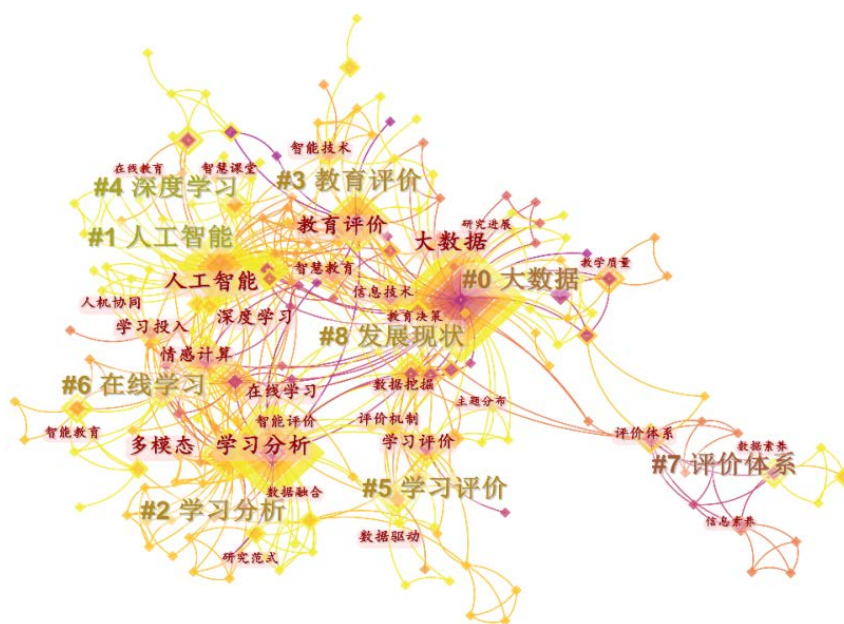 智能技术
在线教育
智慧课堂
#4 深度学习
#3 教育评价
教育评价
研究进展
大数据
#1 人工智能
人工智能
智慧教育
教学质量
#0 大数据
信息技术
人机协同
深度学习
教育决策
学习投入
#8 发展现状
情感计算
#6 在线学习
在线学习
数据挖掘
主题分布
智能评价
评价机制
智能教育
多模态
学习分析
学习评价
评价体系
数据素养
#7 评价体系
数据融合
#5 学习评价
#2 学习分析
信息素养
数据驱动
研究范式